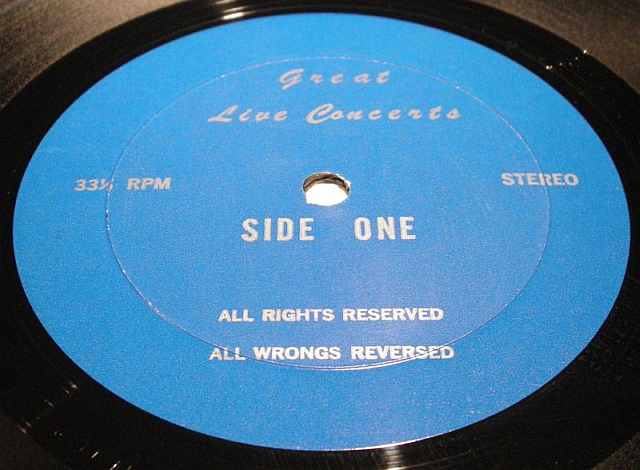 Great
Live Concerts
33⅓ RPM
STEREO
SIDE ONE
ALL RIGHTS RESERVED
ALL WRONGS REVERSED